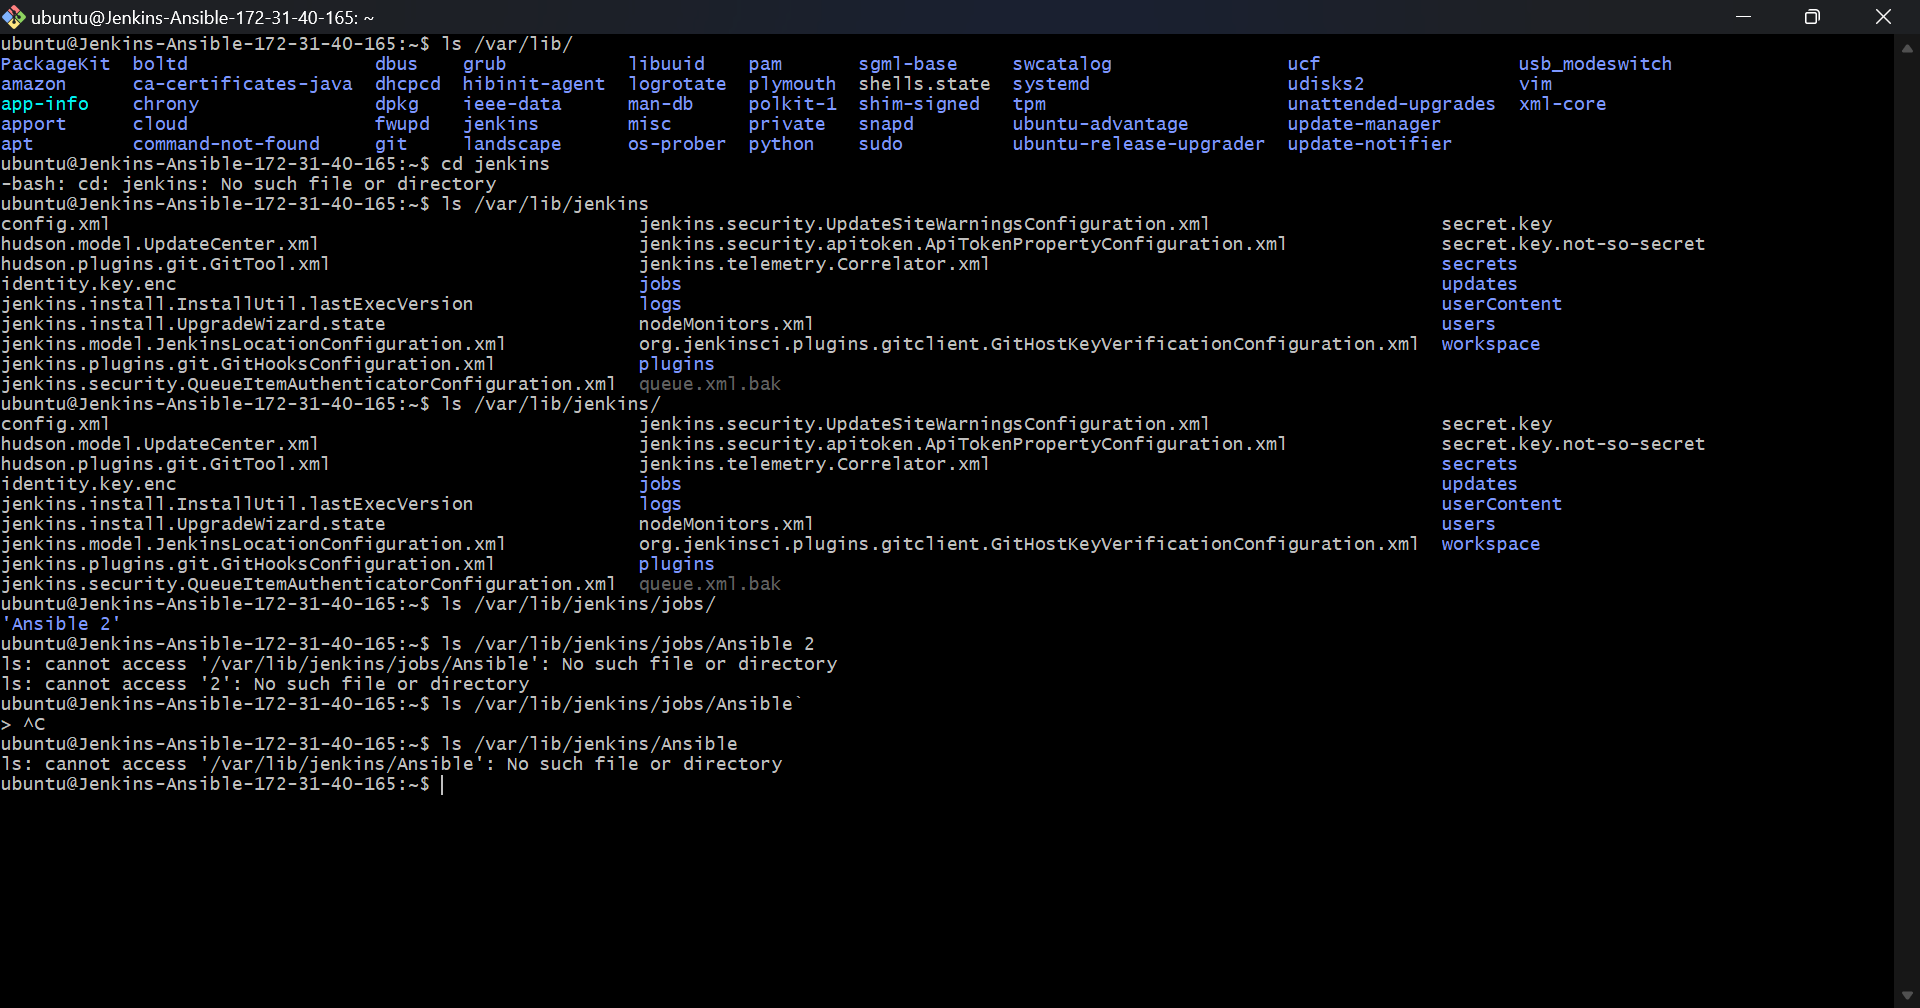 ubuntu@Jenkins-Ansible-172-31-40-165: ~
ubuntu@Jenkins-Ansible-172-31-40-165:~$ ls /var/lib/
PackageKit  boltd                 dbus    grub           libuuid    pam         sgml-base     swcatalog                ucf                  usb_modeswitch
amazon      ca-certificates-java  dhcpcd  hibinit-agent  logrotate  plymouth    shells.state  systemd                  udisks2              vim
app-info    chrony                dpkg    ieee-data      man-db     polkit-1    shim-signed   tpm                      unattended-upgrades  xml-core
apport      cloud                 fwupd   jenkins        misc       private     snapd         ubuntu-advantage         update-manager
apt         command-not-found     git     landscape      os-prober  python      sudo          ubuntu-release-upgrader  update-notifier
ubuntu@Jenkins-Ansible-172-31-40-165:~$ cd jenkins
-bash: cd: jenkins: No such file or directory
ubuntu@Jenkins-Ansible-172-31-40-165:~$ ls /var/lib/jenkins
config.xml                                              jenkins.security.UpdateSiteWarningsConfiguration.xml                     secret.key
hudson.model.UpdateCenter.xml                           jenkins.security.apitoken.ApiTokenPropertyConfiguration.xml              secret.key.not-so-secret
hudson.plugins.git.GitTool.xml                          jenkins.telemetry.Correlator.xml                                         secrets
identity.key.enc                                        jobs                                                                     updates
jenkins.install.InstallUtil.lastExecVersion             logs                                                                     userContent
jenkins.install.UpgradeWizard.state                     nodeMonitors.xml                                                         users
jenkins.model.JenkinsLocationConfiguration.xml          org.jenkinsci.plugins.gitclient.GitHostKeyVerificationConfiguration.xml  workspace
jenkins.plugins.git.GitHooksConfiguration.xml           plugins
jenkins.security.QueueItemAuthenticatorConfiguration.xml  queue.xml.bak
ubuntu@Jenkins-Ansible-172-31-40-165:~$ ls /var/lib/jenkins/
config.xml                                              jenkins.security.UpdateSiteWarningsConfiguration.xml                     secret.key
hudson.model.UpdateCenter.xml                           jenkins.security.apitoken.ApiTokenPropertyConfiguration.xml              secret.key.not-so-secret
hudson.plugins.git.GitTool.xml                          jenkins.telemetry.Correlator.xml                                         secrets
identity.key.enc                                        jobs                                                                     updates
jenkins.install.InstallUtil.lastExecVersion             logs                                                                     userContent
jenkins.install.UpgradeWizard.state                     nodeMonitors.xml                                                         users
jenkins.model.JenkinsLocationConfiguration.xml          org.jenkinsci.plugins.gitclient.GitHostKeyVerificationConfiguration.xml  workspace
jenkins.plugins.git.GitHooksConfiguration.xml           plugins
jenkins.security.QueueItemAuthenticatorConfiguration.xml  queue.xml.bak
ubuntu@Jenkins-Ansible-172-31-40-165:~$ ls /var/lib/jenkins/jobs/
'Ansible 2'
ubuntu@Jenkins-Ansible-172-31-40-165:~$ ls /var/lib/jenkins/jobs/Ansible 2
ls: cannot access '/var/lib/jenkins/jobs/Ansible': No such file or directory
ls: cannot access '2': No such file or directory
ubuntu@Jenkins-Ansible-172-31-40-165:~$ ls /var/lib/jenkins/jobs/Ansible`
> ^C
ubuntu@Jenkins-Ansible-172-31-40-165:~$ ls /var/lib/jenkins/Ansible
ls: cannot access '/var/lib/jenkins/Ansible': No such file or directory
ubuntu@Jenkins-Ansible-172-31-40-165:~$